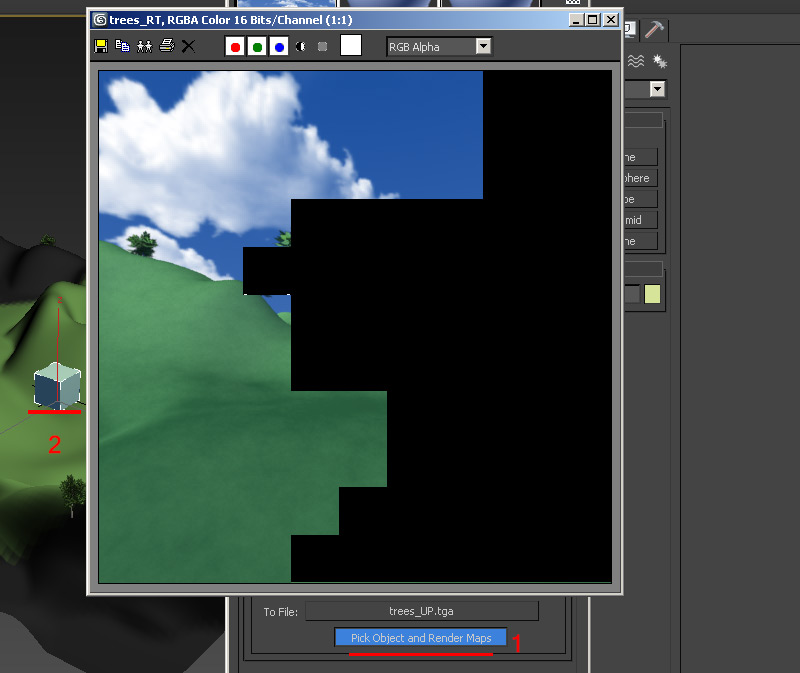 trees_RT, RGBA Color 16 Bits/Channel (1:1)
RGB Alpha
ne
phere
be
mid
ne
2
To File:
trees_UP.tga
Pick Object and Render Maps
1